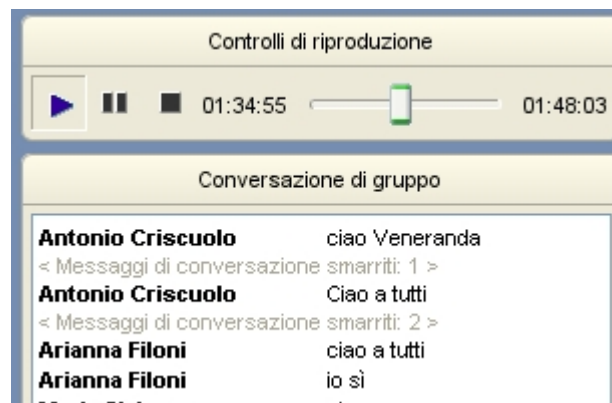 Controlli di riproduzione
01:34:55 01:48:03
Conversazione di gruppo
Antonio Criscuolo ciao Veneranda
< Messaggi di conversazione smarriti: 1 >
Antonio Criscuolo Ciao a tutti
< Messaggi di conversazione smarriti: 2 >
Arianna Filoni ciao a tutti
Arianna Filoni io sì